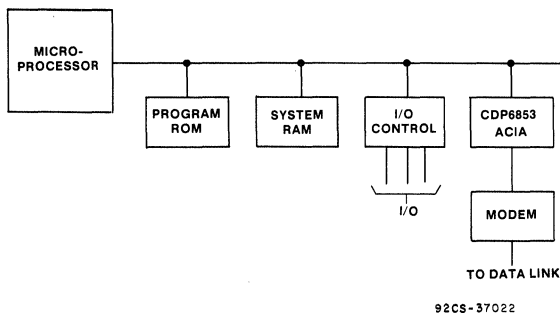 MICRO-
PROCESSOR
PROGRAM
ROM
SYSTEM
RAM
I/O
CONTROL
CDP6853
ACIA
I/O
MODEM
TO DATA LINK
92CS-37022